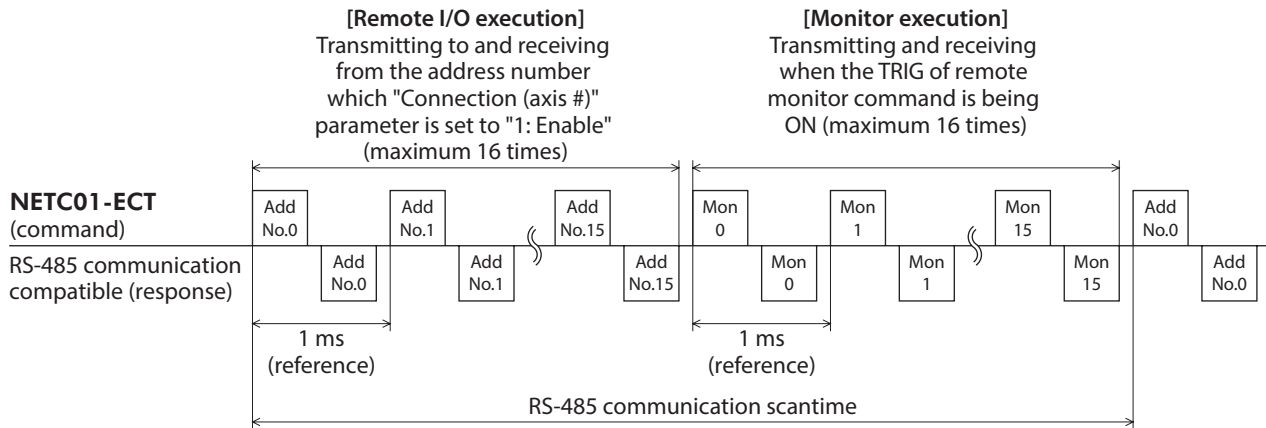 [Remote I/O execution]
Transmitting to and receiving
from the address number
which "Connection (axis #)"
parameter is set to "1: Enable"
(maximum 16 times)
[Monitor execution]
Transmitting and receiving
when the TRIG of remote
monitor command is being
ON (maximum 16 times)
NETC01-ECT
(command)
Add
No.0
Add
No.1
Add
No.15
Mon
0
Mon
1
Mon
15
Add
No.0
RS-485 communication
compatible (response)
Add
No.0
Add
No.1
Add
No.15
Mon
0
Mon
1
Mon
15
Add
No.0
1 ms
(reference)
1 ms
(reference)
RS-485 communication scantime